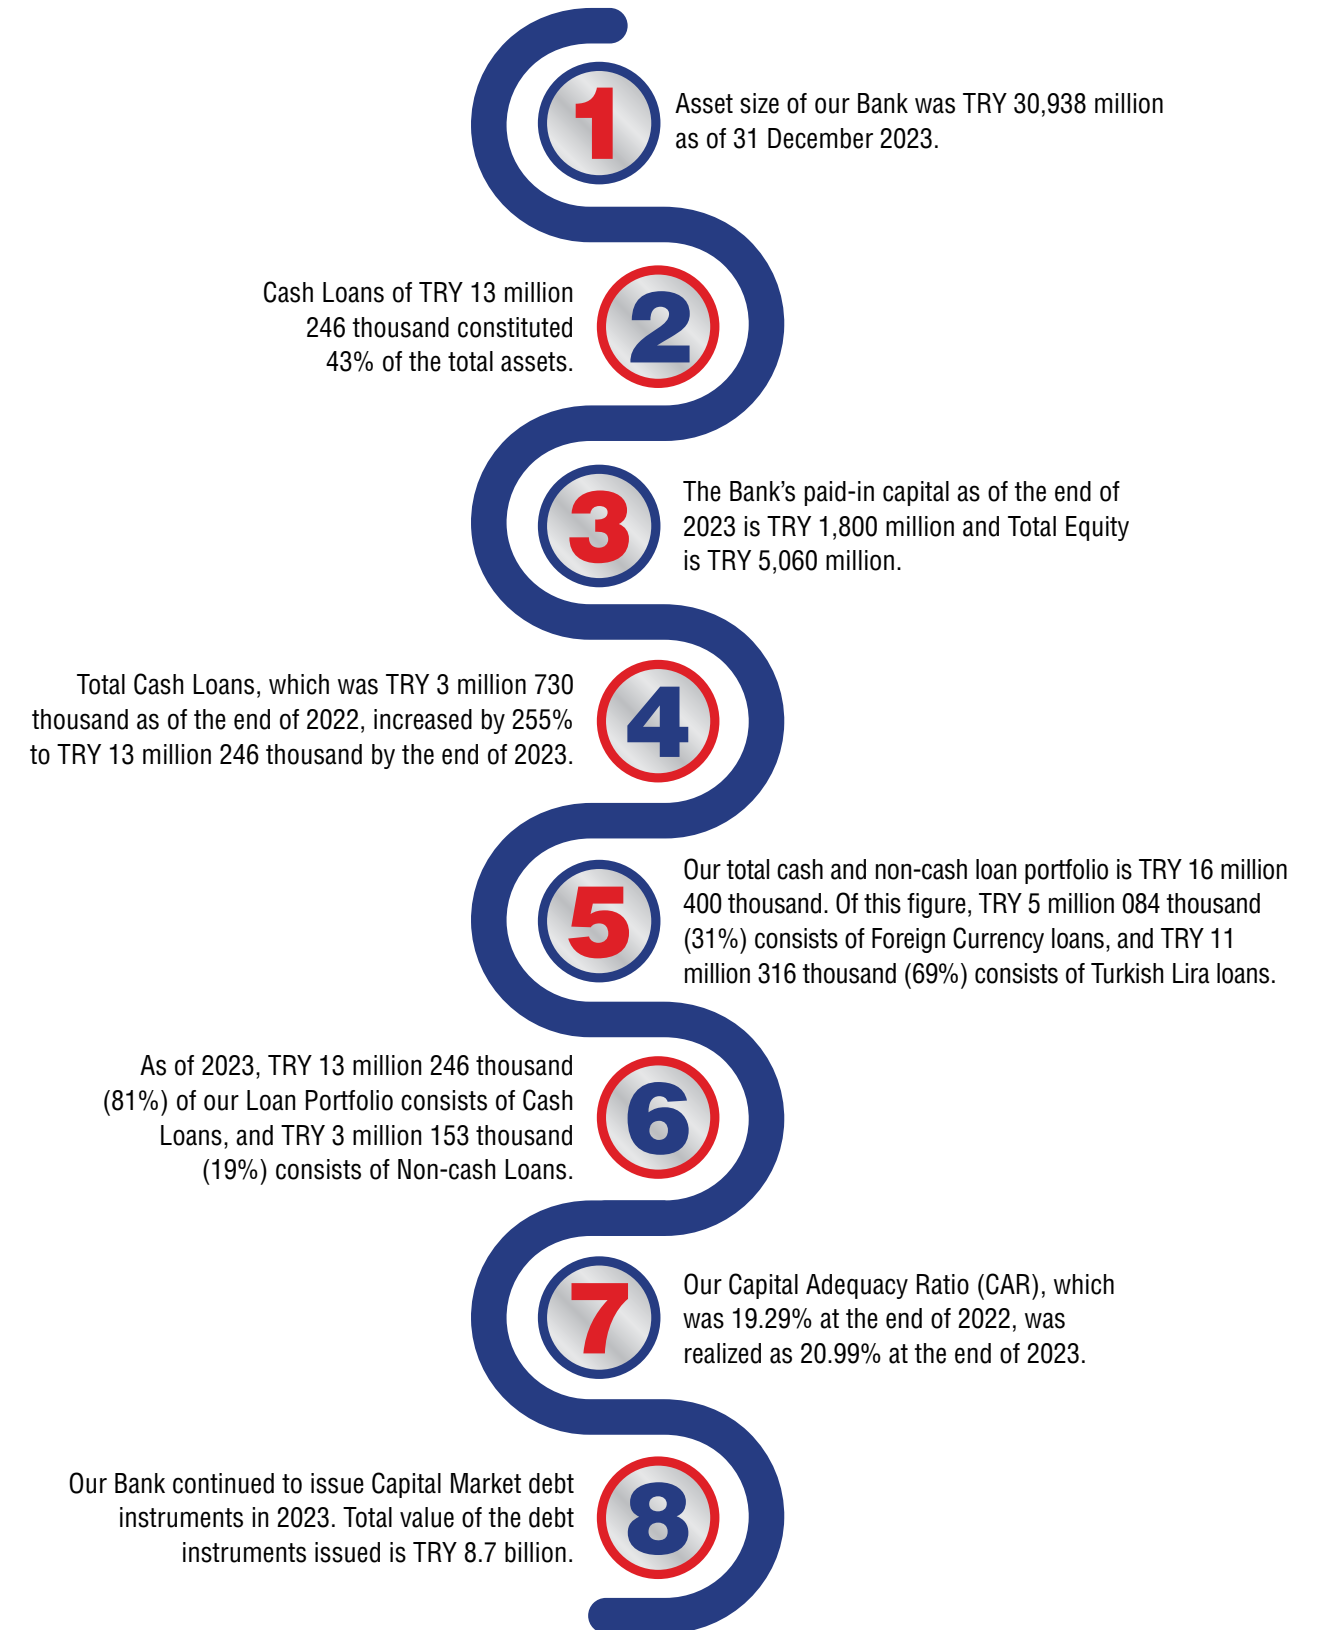 1
Asset size of our Bank was TRY 30,938 million
as of 31 December 2023.
Cash Loans of TRY 13 million
246 thousand constituted
43% of the total assets.
2
3
The Bank’s paid-in capital as of the end of
2023 is TRY 1,800 million and Total Equity
is TRY 5,060 million.
Total Cash Loans, which was TRY 3 million 730
thousand as of the end of 2022, increased by 255%
to TRY 13 million 246 thousand by the end of 2023.
4
5
Our total cash and non-cash loan portfolio is TRY 16 million
400 thousand. Of this figure, TRY 5 million 084 thousand
(31%) consists of Foreign Currency loans, and TRY 11
million 316 thousand (69%) consists of Turkish Lira loans.
As of 2023, TRY 13 million 246 thousand
(81%) of our Loan Portfolio consists of Cash
Loans, and TRY 3 million 153 thousand
(19%) consists of Non-cash Loans.
6
7
Our Capital Adequacy Ratio (CAR), which
was 19.29% at the end of 2022, was
realized as 20.99% at the end of 2023.
Our Bank continued to issue Capital Market debt
instruments in 2023. Total value of the debt
instruments issued is TRY 8.7 billion.
8